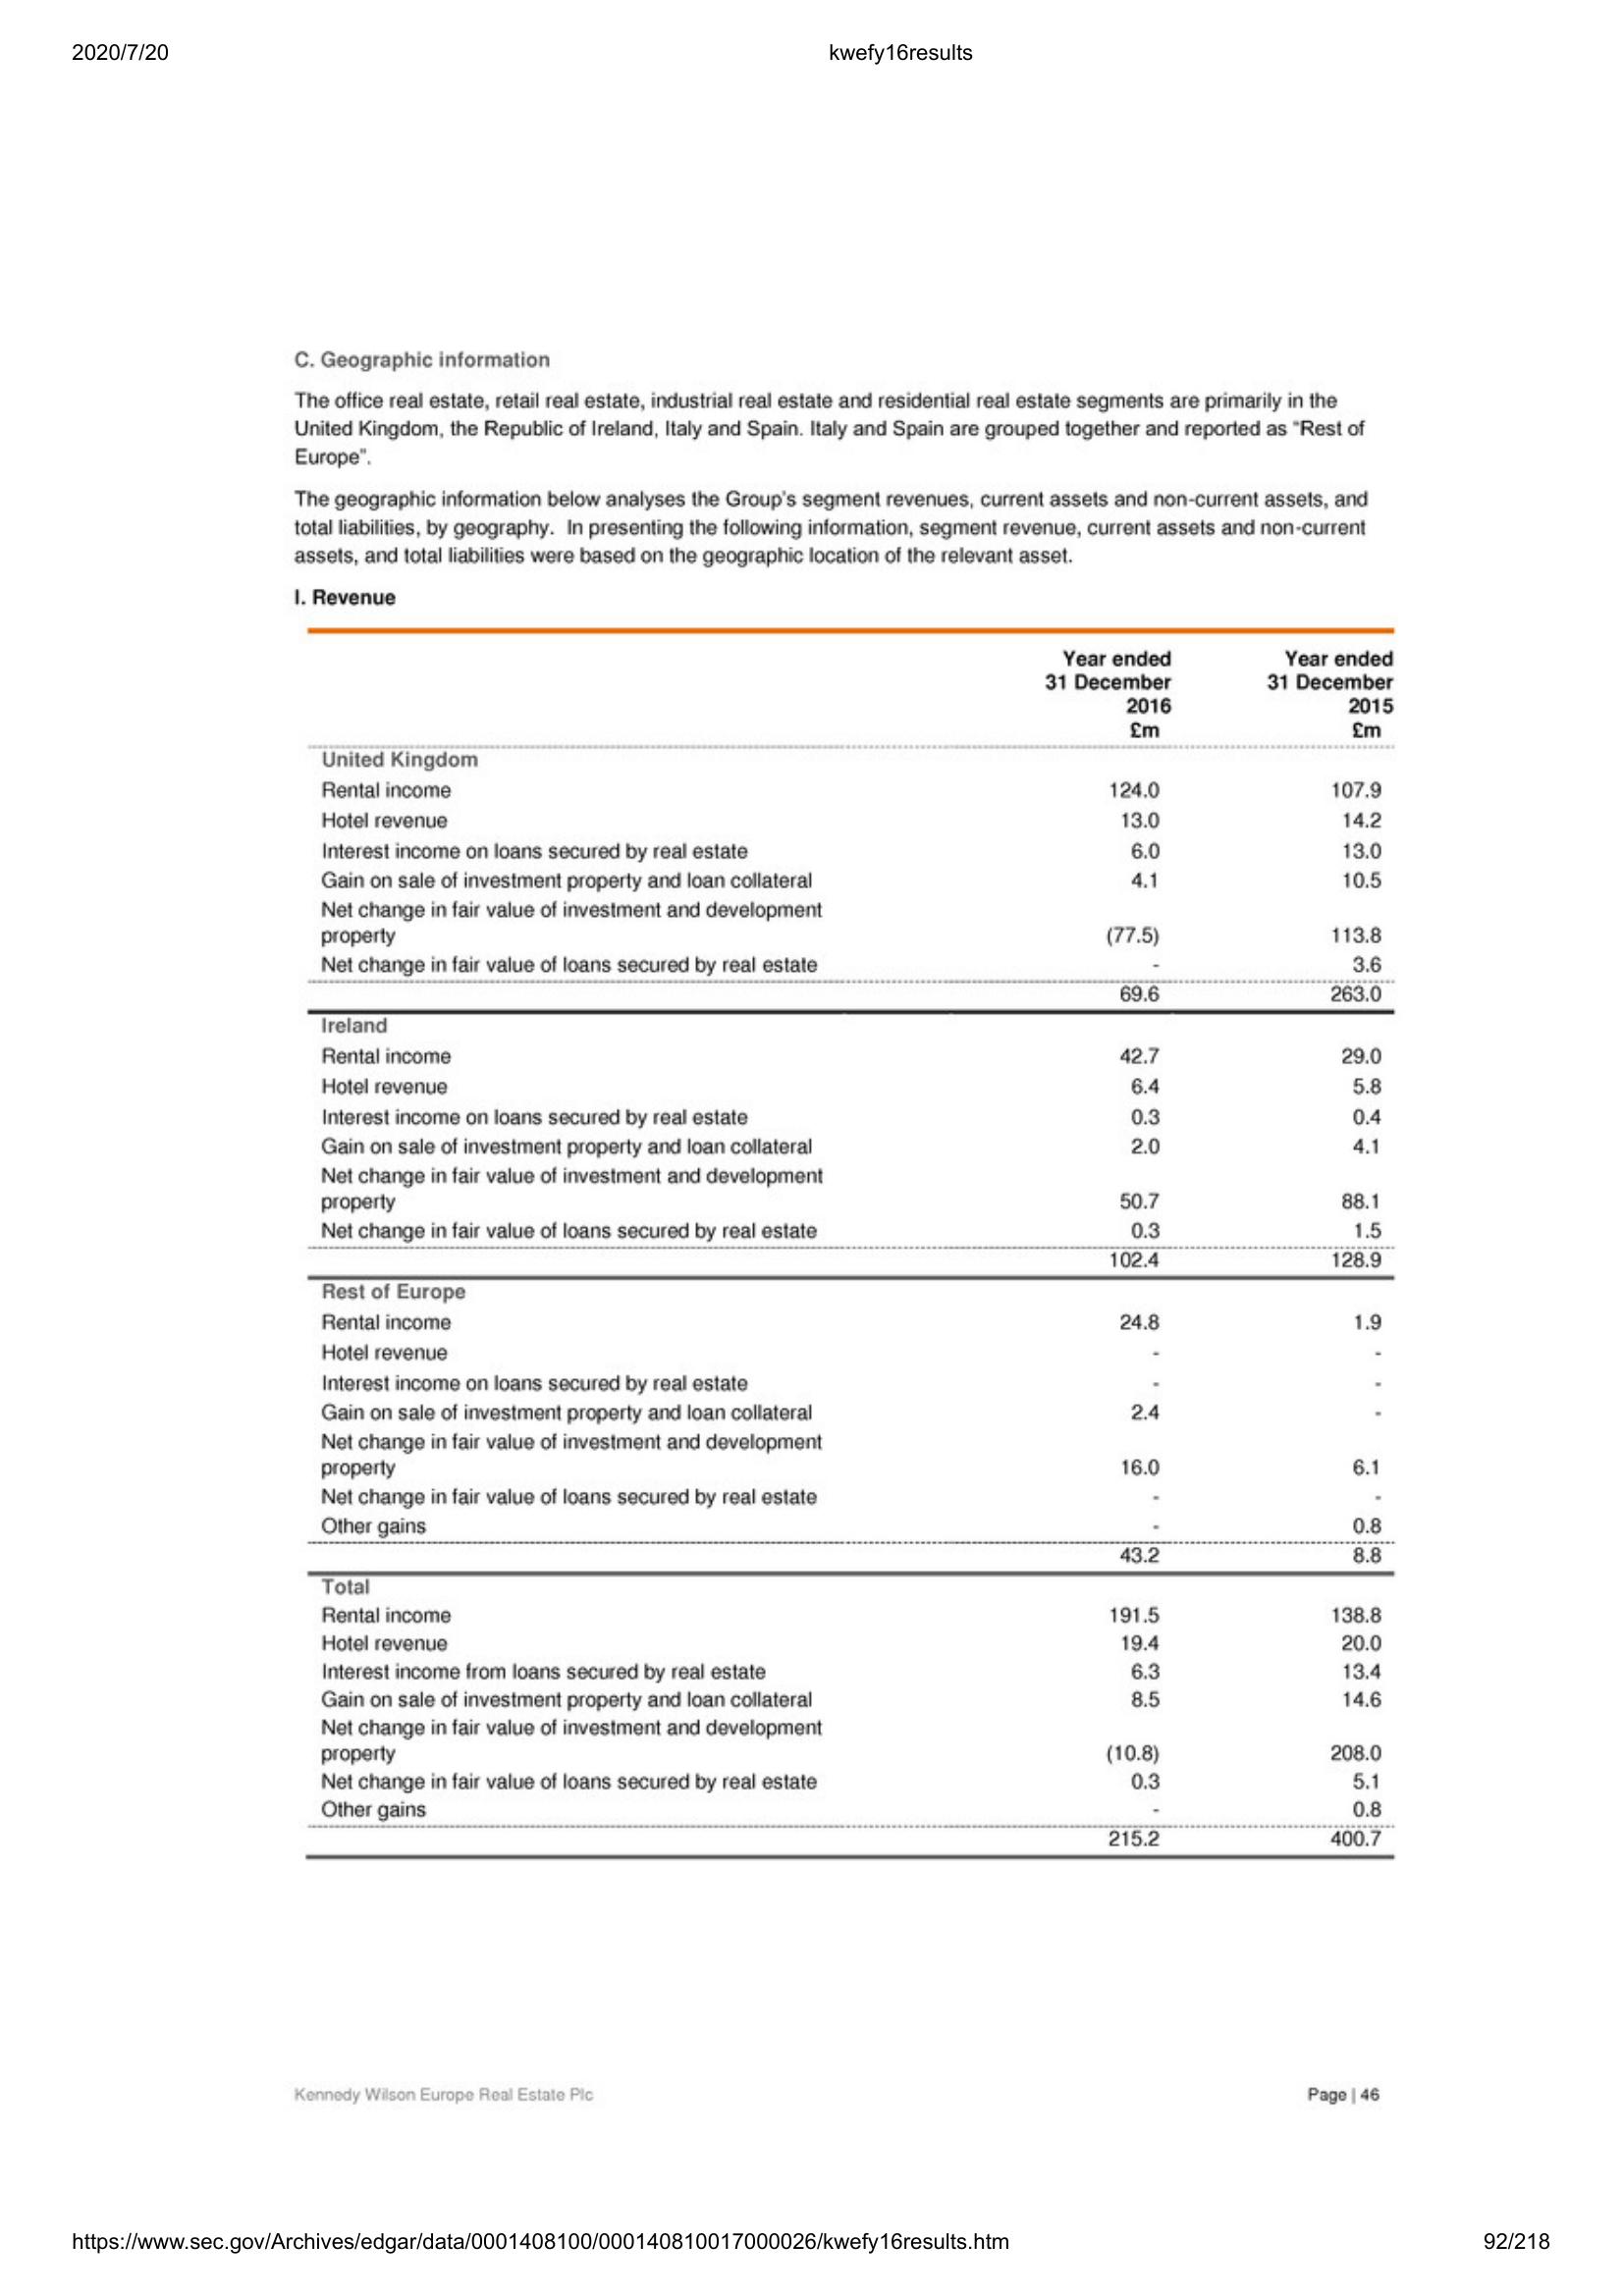 2020/7/20 kwefy16results
C. Geographic information
The office real estate, retail real estate, industrial real estate and residential real estate segments are primarily in the
United Kingdom, the Republic of Ireland, Italy and Spain. Italy and Spain are grouped together and reported as “Rest of
Europe”.
The geographic information below analyses the Group’s segment revenues, current assets and non-current assets, and
total liabilities, by geography. In presenting the following information, segment revenue, current assets and non-current
assets, and total liabilities were based on the geographic location of the relevant asset.
I. Revenue
Year ended Year ended
31 December 31 December
2016 2015
£m £m
United Kingdom
Rental income 124.0 107.9
Hotel revenue 13.0 14.2
Interest income on loans secured by real estate 6.0 13.0
Gain on sale of investment property and loan collateral 4.1 10.5
Net change in fair value of investment and development
property (77.5) 113.8
Net change in fair value of loans secured by real estate - 3.6
69.6 263.0
Ireland
Rental income 42.7 29.0
Hotel revenue 6.4 5.8
Interest income on loans secured by real estate 0.3 0.4
Gain on sale of investment property and loan collateral 2.0 4.1
Net change in fair value of investment and development
property 50.7 88.1
Net change in fair value of loans secured by real estate 0.3 1.5
102.4 128.9
Rest of Europe
Rental income 24.8 1.9
Hotel revenue - -
Interest income on loans secured by real estate - -
Gain on sale of investment property and loan collateral 2.4 -
Net change in fair value of investment and development
property 16.0 6.1
Net change in fair value of loans secured by real estate - -
Other gains - 0.8
43.2 8.8
Total
Rental income 191.5 138.8
Hotel revenue 19.4 20.0
Interest income from loans secured by real estate 6.3 13.4
Gain on sale of investment property and loan collateral 8.5 14.6
Net change in fair value of investment and development
property (10.8) 208.0
Net change in fair value of loans secured by real estate 0.3 5.1
Other gains - 0.8
215.2 400.7
Kennedy Wilson Europe Real Estate Plc Page | 46
https://www.sec.gov/Archives/edgar/data/0001408100/000140810017000026/kwefy16results.htm 92/218